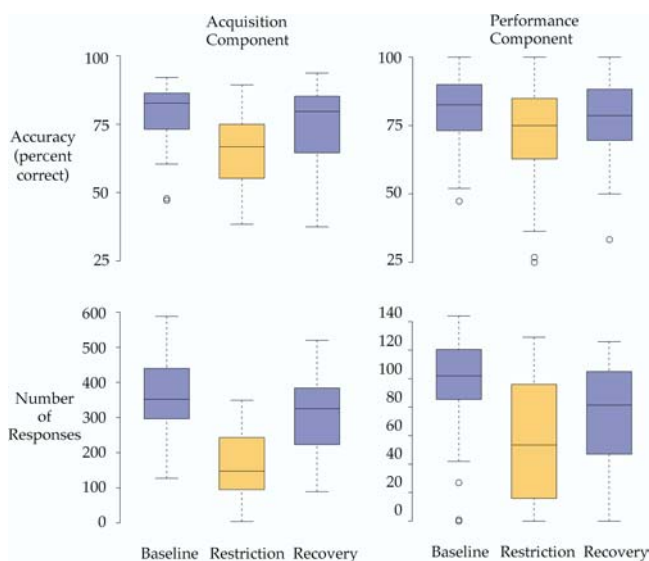 Acquisition
Component
Performance
Component
Accuracy
(percent
correct)
100
75
50
25
100
75
50
25
Number
of
Responses
600
500
400
300
200
100
0
140
120
100
80
60
40
20
0
Baseline Restriction Recovery
Baseline Restriction Recovery